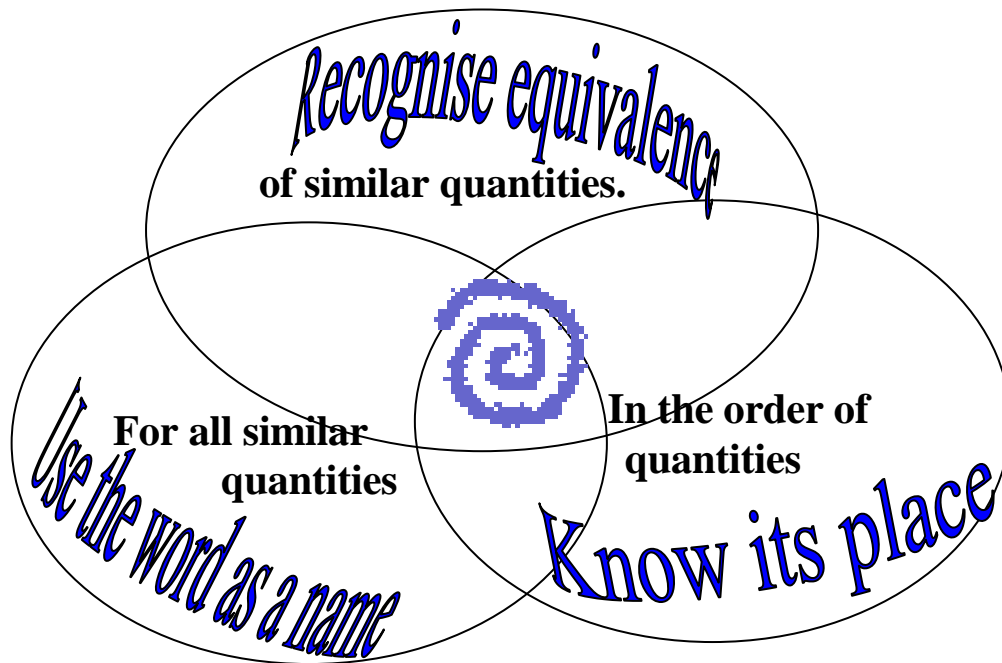 Recognise equivalence
of similar quantities.
For all similar
quantities
Use the word as a name
In the order of
quantities
Know its place